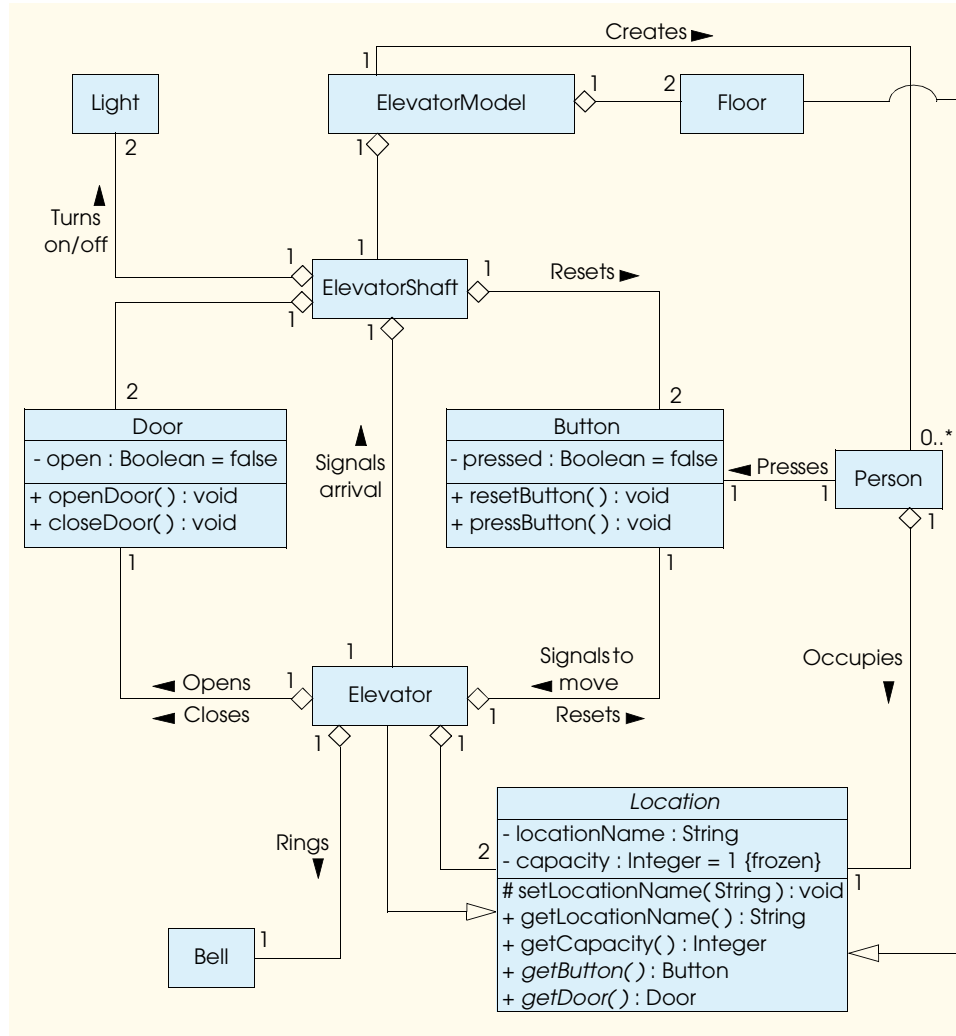 Creates
1
Light
ElevatorModel
1
2
Floor
2
1
Turns
on/off
1
1
1
Resets
ElevatorShaft
1
1
2
2
Door
Button
0..*
- open : Boolean = false
- pressed : Boolean = false
Presses
Person
Signals
arrival
1
1
+ openDoor( ) : void
+ closeDoor( ) : void
+ resetButton( ) : void
+ pressButton( ) : void
1
1
1
1
Signals to
move
Occupies
Opens
1
Elevator
Closes
1
Resets
1
1
Location
- locationName : String
- capacity : Integer = 1 {frozen}
Rings
2
1
# setLocationName( String ) : void
+ getLocationName( ) : String
+ getCapacity( ) : Integer
+ getButton( ) : Button
+ getDoor( ) : Door
1
Bell